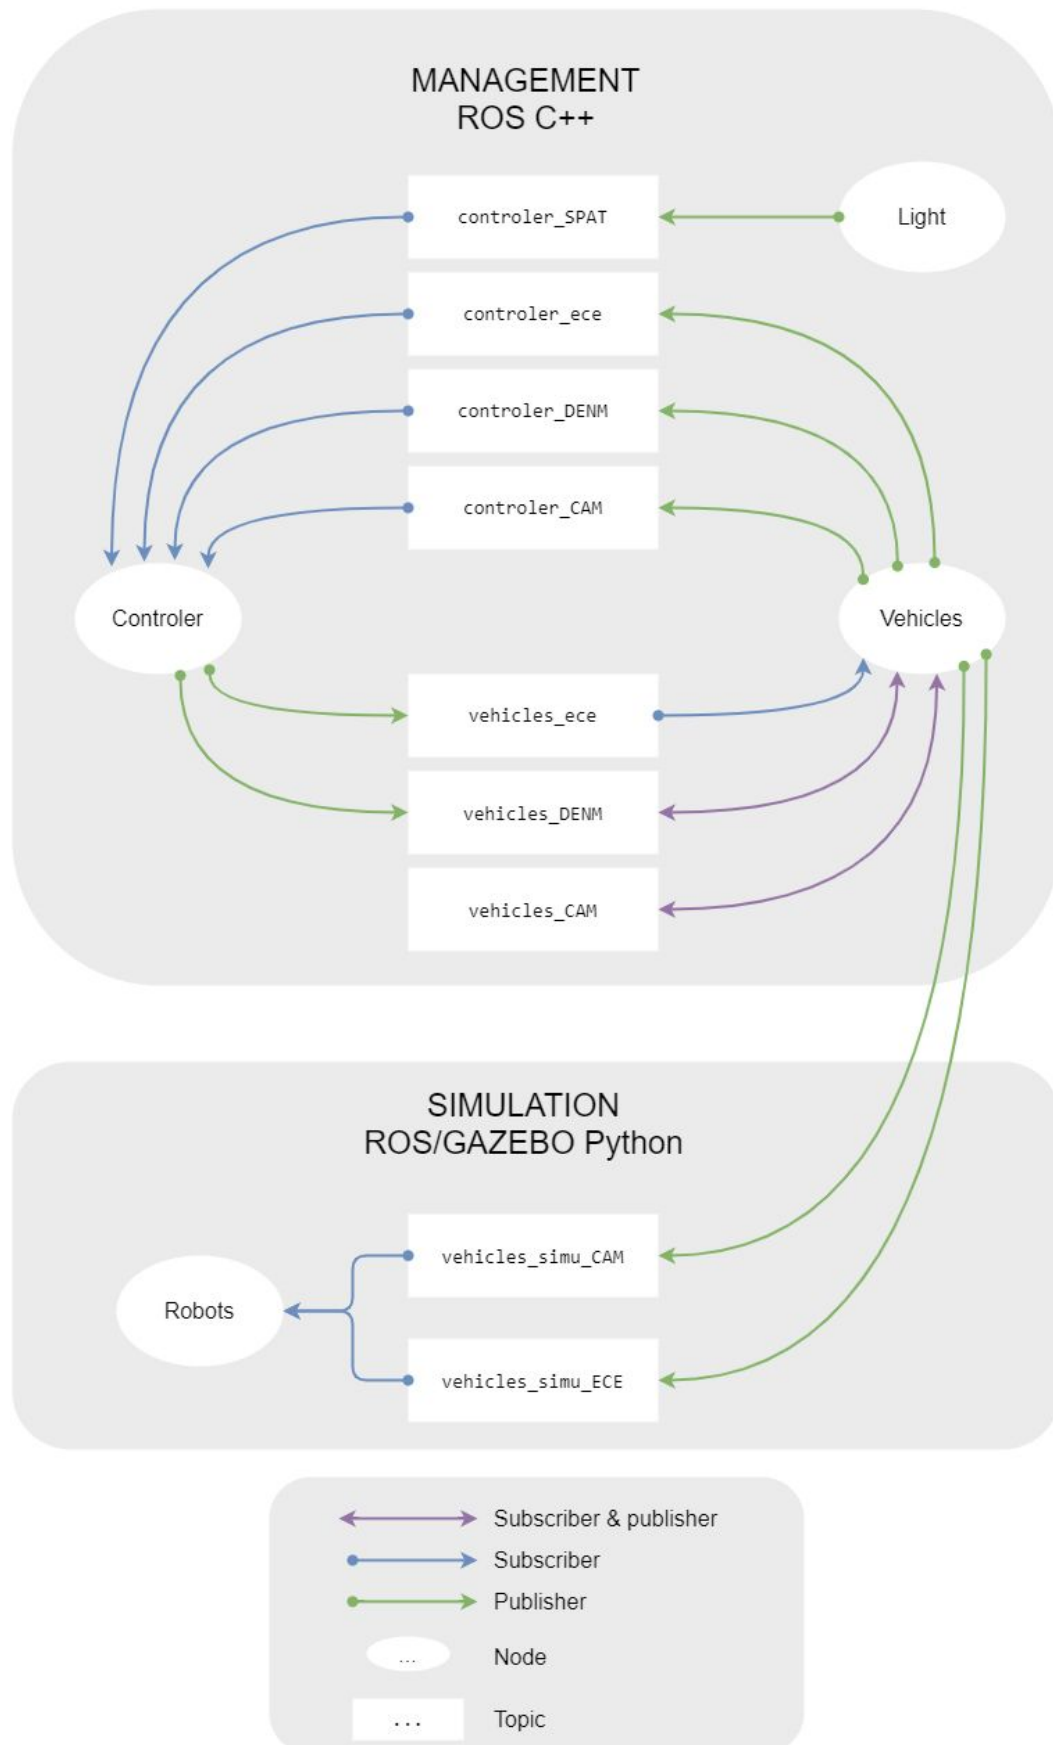 MANAGEMENT
ROS C++
controler_SPAT
Light
controler_ece
controler_DENM
controler_CAM
Controler
Vehicles
vehicles_ece
vehicles_DENM
vehicles_CAM
SIMULATION
ROS/GAZEBO Python
vehicles_simu_CAM
Robots
vehicles_simu_ECE
Subscriber & publisher
Subscriber
Publisher
... Node
... Topic